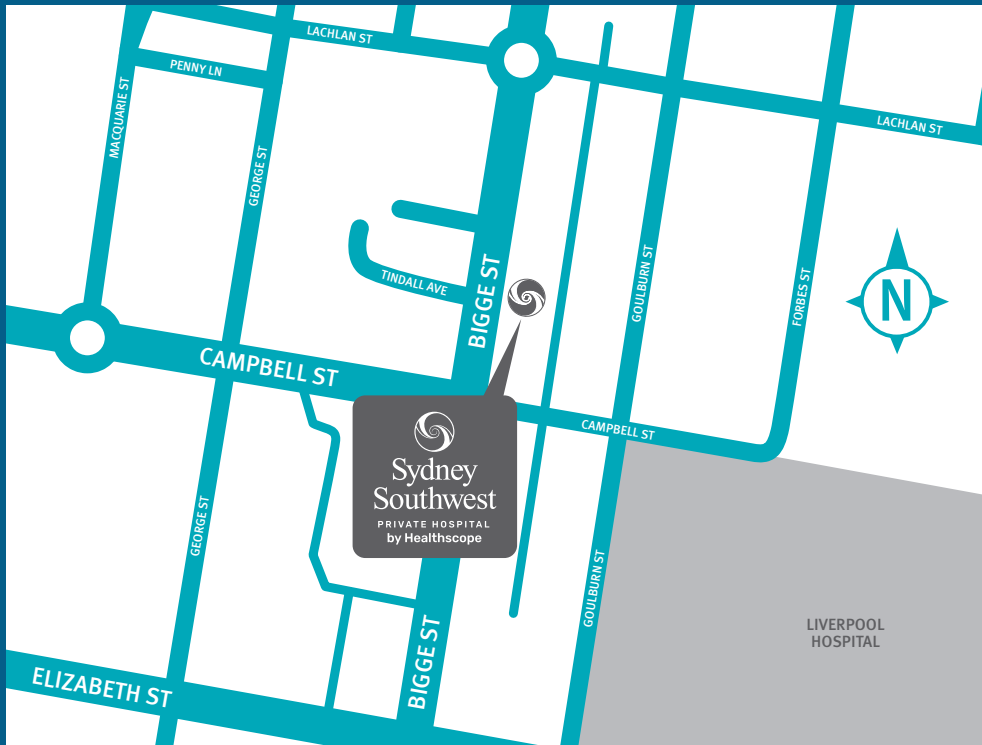 LACHLAN ST
PENNY LN
MACQUARIE ST
LACHLAN ST
GEORGE ST
GOULBURN ST
FORBES ST
TINDALL AVE
BIGGE ST
N
CAMPBELL ST
CAMPBELL ST
Sydney
Southwest
PRIVATE HOSPITAL
by Healthscope
GEORGE ST
GOULBURN ST
LIVERPOOL
HOSPITAL
BIGGE ST
ELIZABETH ST